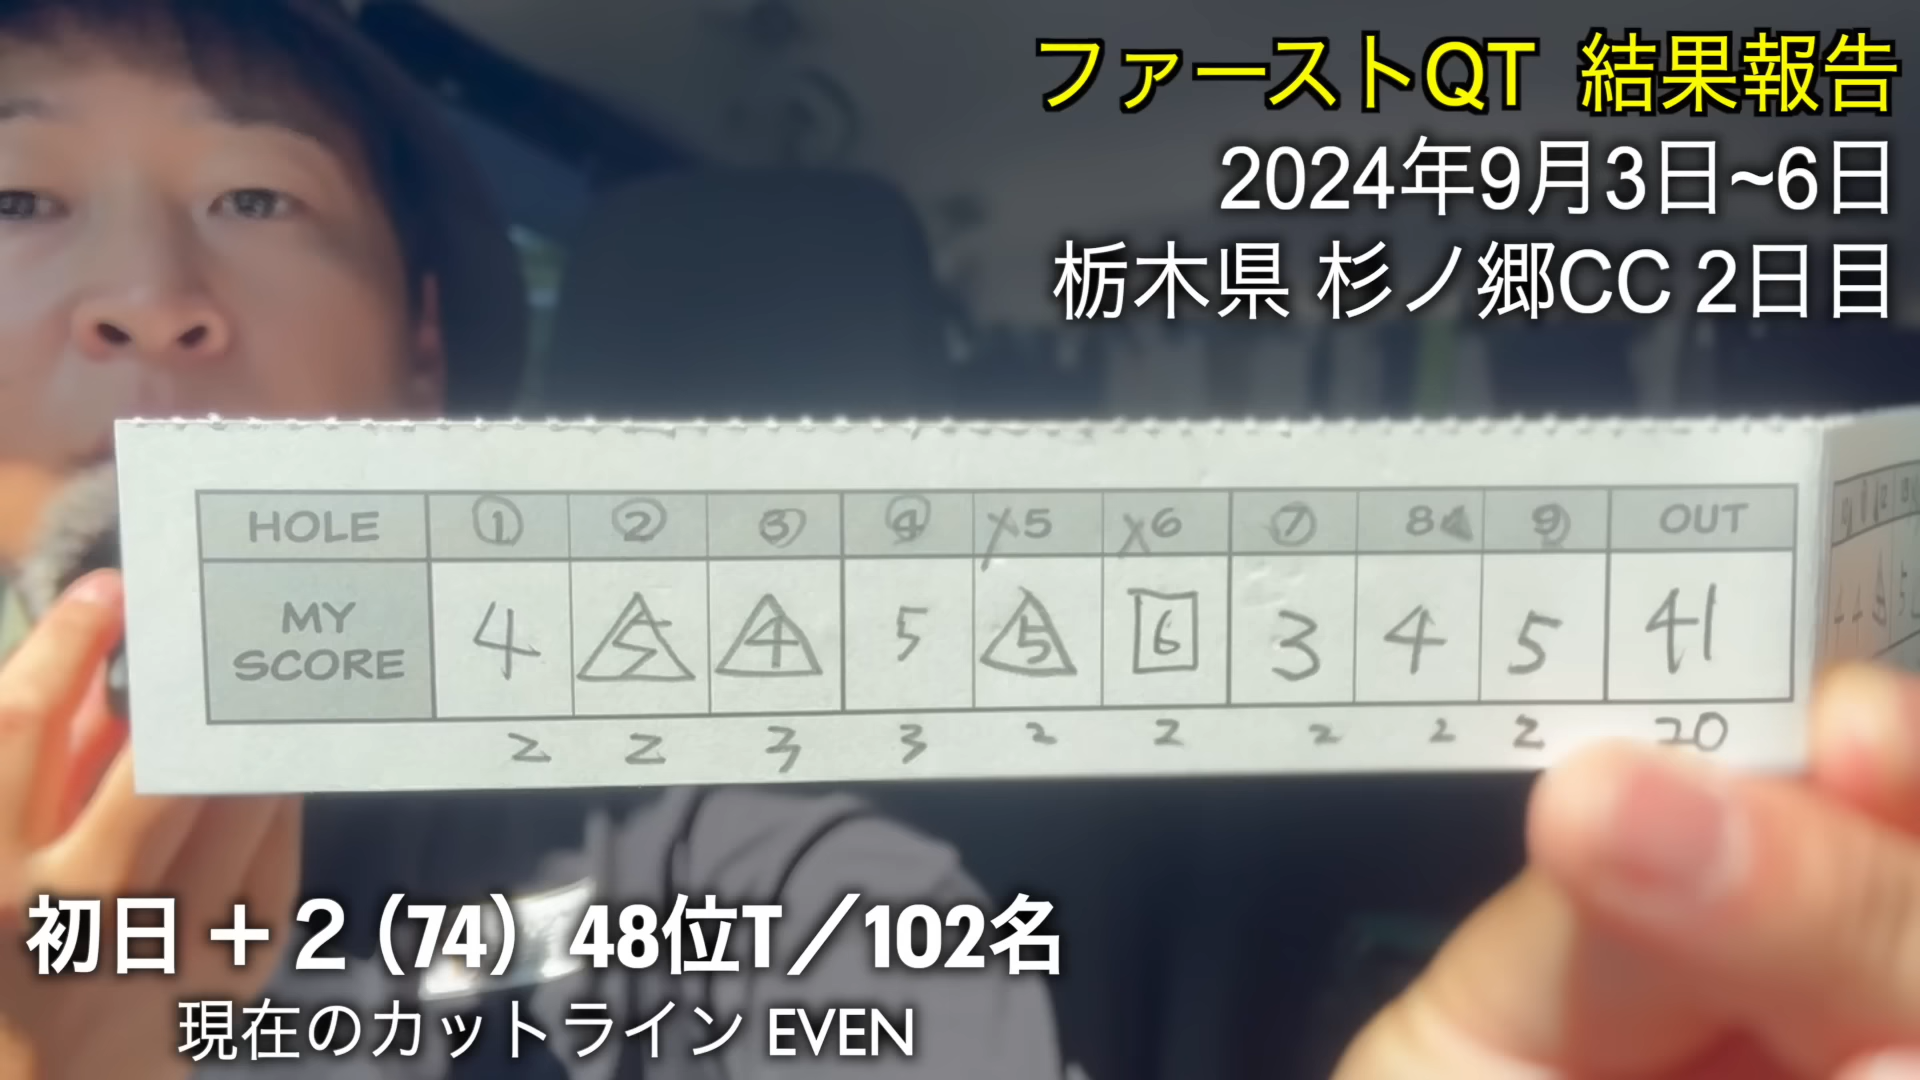 ファーストQT 結果報告
2024年9月3日~6日
栃木県 杉ノ郷CC 2日目
HOLE 1 2 3 4 X5 X6 7 8 9 OUT
MY SCORE 4 5 4 5 5 6 3 4 5 41
2 2 3 3 2 2 2 2 2 20
初日＋2（74）48位T／102名
現在のカットライン EVEN